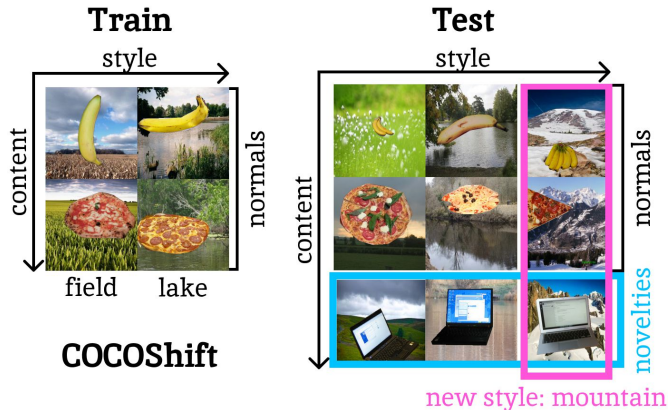 Train
style
content
normals
field
lake
COCOShift
Test
style
content
normals
novelties
new style: mountain